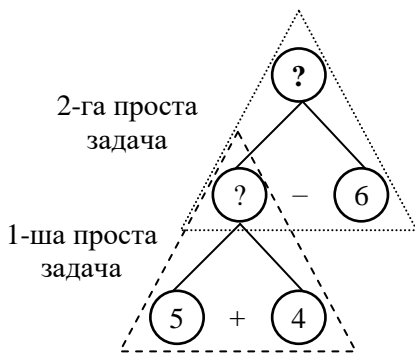 ?
2-га проста
задача
? – 6
1-ша проста
задача
5 + 4